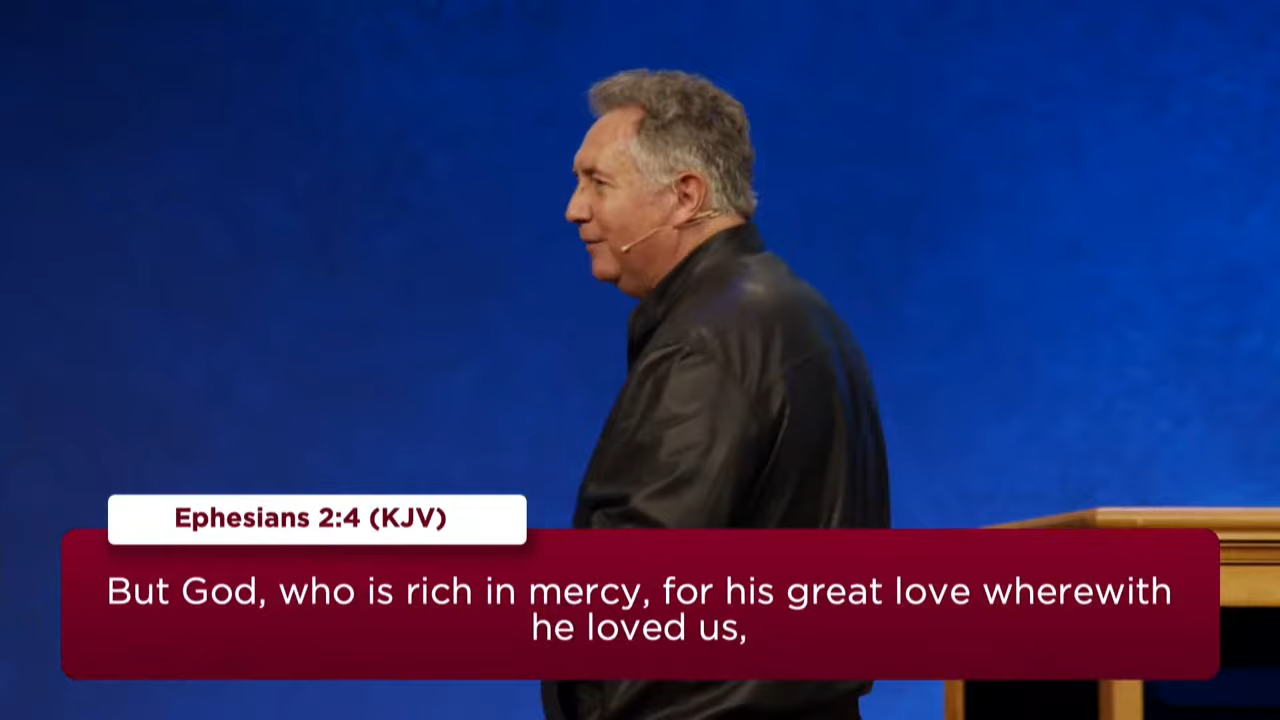 Ephesians 2:4 (KJV)
But God, who is rich in mercy, for his great love wherewith
he loved us,